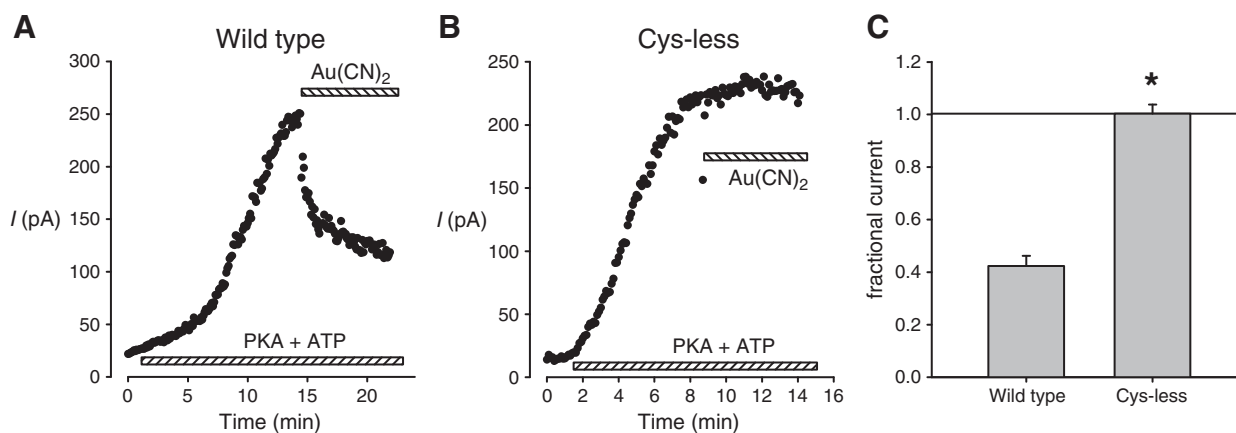 A
Wild type
300
250
200
150
100
50
0
I (pA)
Au(CN)2
PKA + ATP
0 5 10 15 20
Time (min)
B
Cys-less
250
200
150
100
50
0
I (pA)
Au(CN)2
PKA + ATP
0 2 4 6 8 10 12 14 16
Time (min)
C
1.2
1.0
0.8
0.6
0.4
0.2
0.0
fractional current
*
Wild type Cys-less